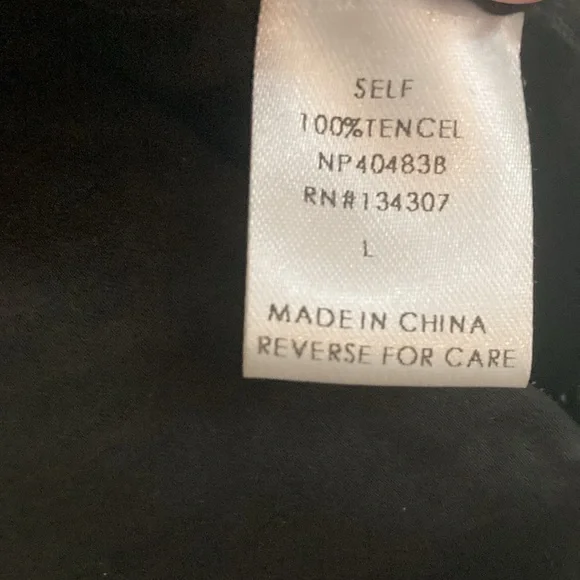 SELF
100%TENCEL
NP40483B
RN#134307
L
MADE IN CHINA
REVERSE FOR CARE